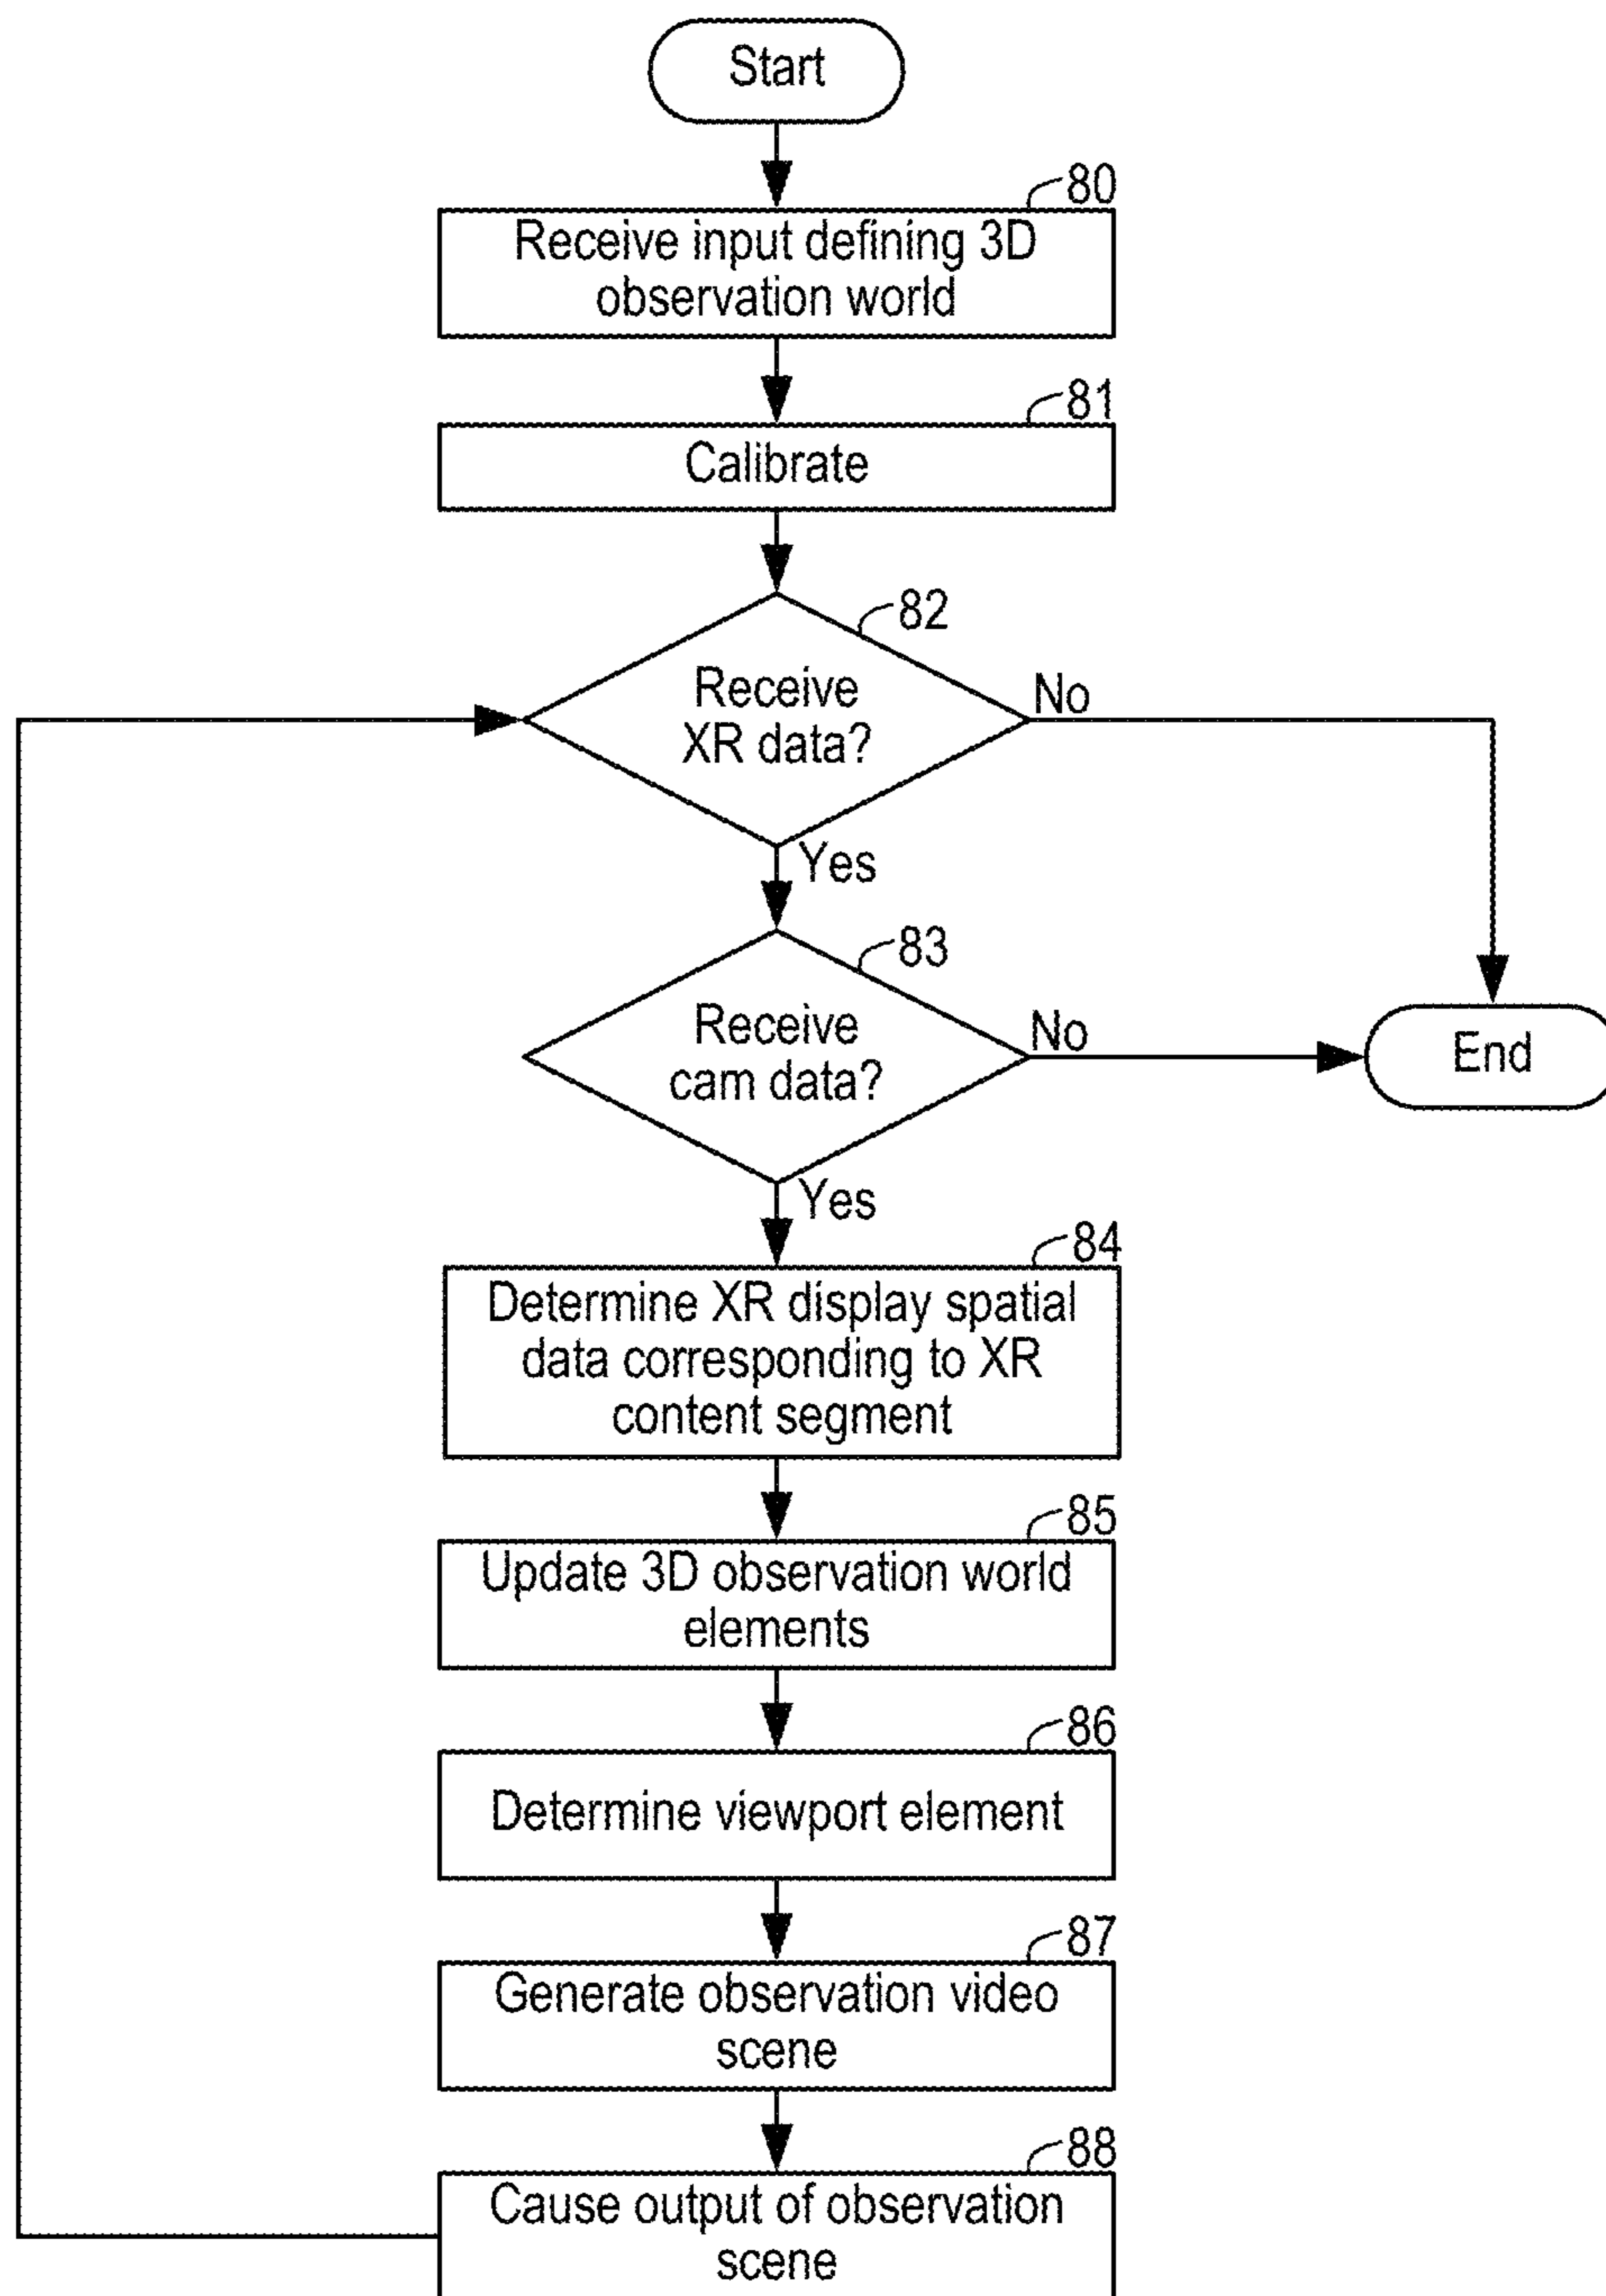 Start
80
Receive input defining 3D
observation world
81
Calibrate
82
Receive
XR data?
No
Yes
83
Receive
cam data?
No
End
Yes
84
Determine XR display spatial
data corresponding to XR
content segment
85
Update 3D observation world
elements
86
Determine viewport element
87
Generate observation video
scene
88
Cause output of observation
scene